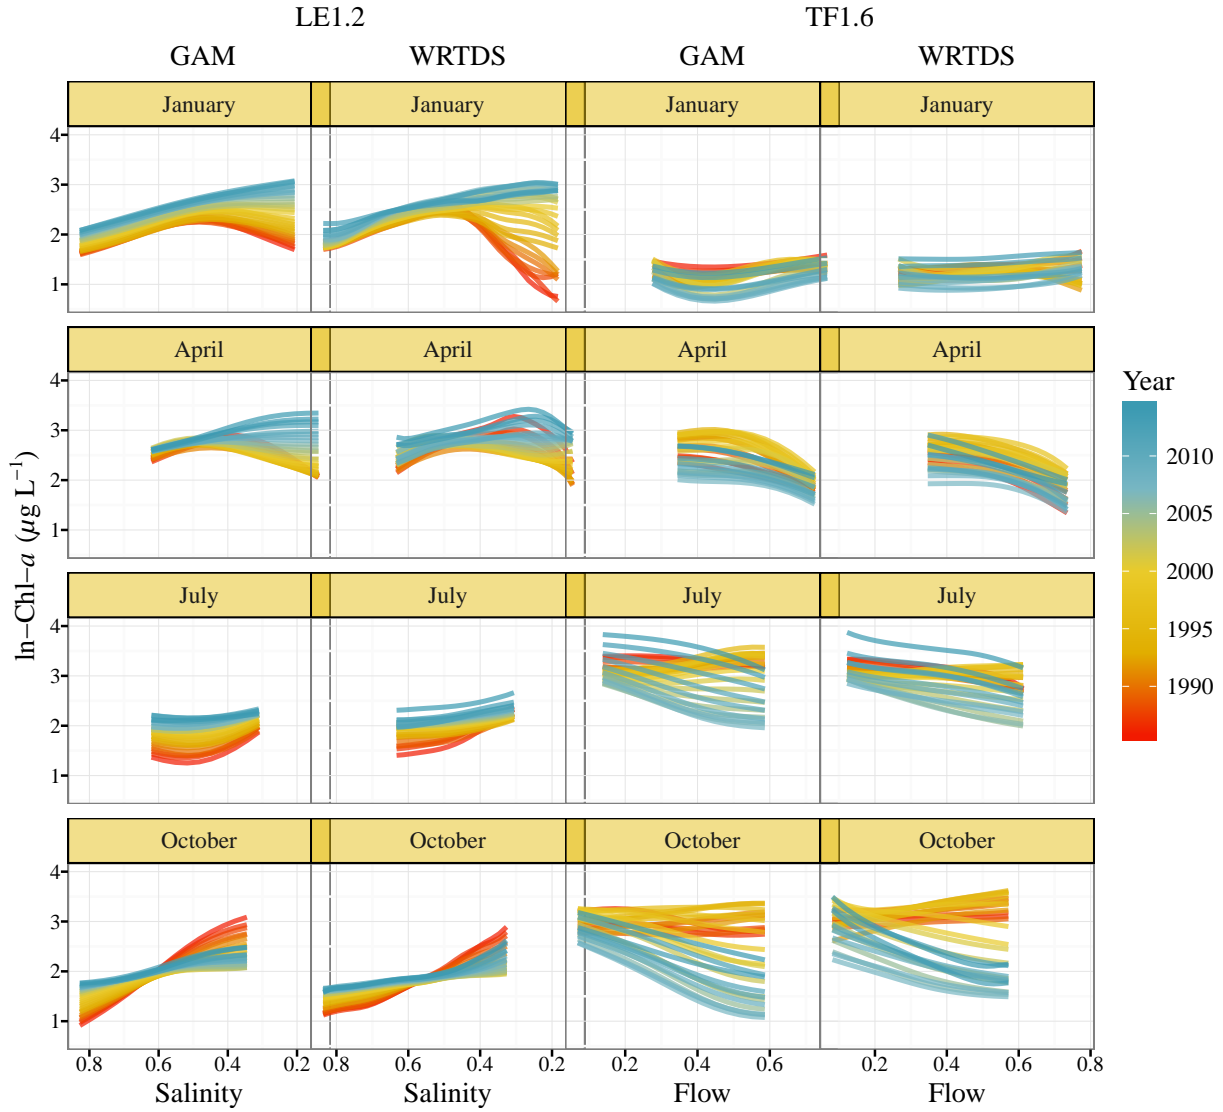 LE1.2 TF1.6
GAM WRTDS GAM WRTDS
January January January January
4
3
2
1
April April April April
4
3
2
1
July July July July
4
3
2
1
October October October October
4
3
2
1
0.8 0.6 0.4 0.2 0.8 0.6 0.4 0.2 0.2 0.4 0.6 0.2 0.4 0.6 0.8
Salinity Salinity Flow Flow
ln−Chl−a (μg L⁻¹)
Year
2010
2005
2000
1995
1990